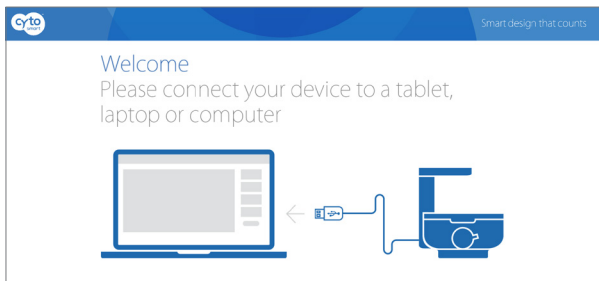 cyto
smart
Smart design that counts
Welcome
Please connect your device to a tablet,
laptop or computer